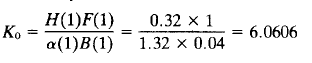 K₀ = H(1)F(1) / α(1)B(1) = 0.32 × 1 / 1.32 × 0.04 = 6.0606